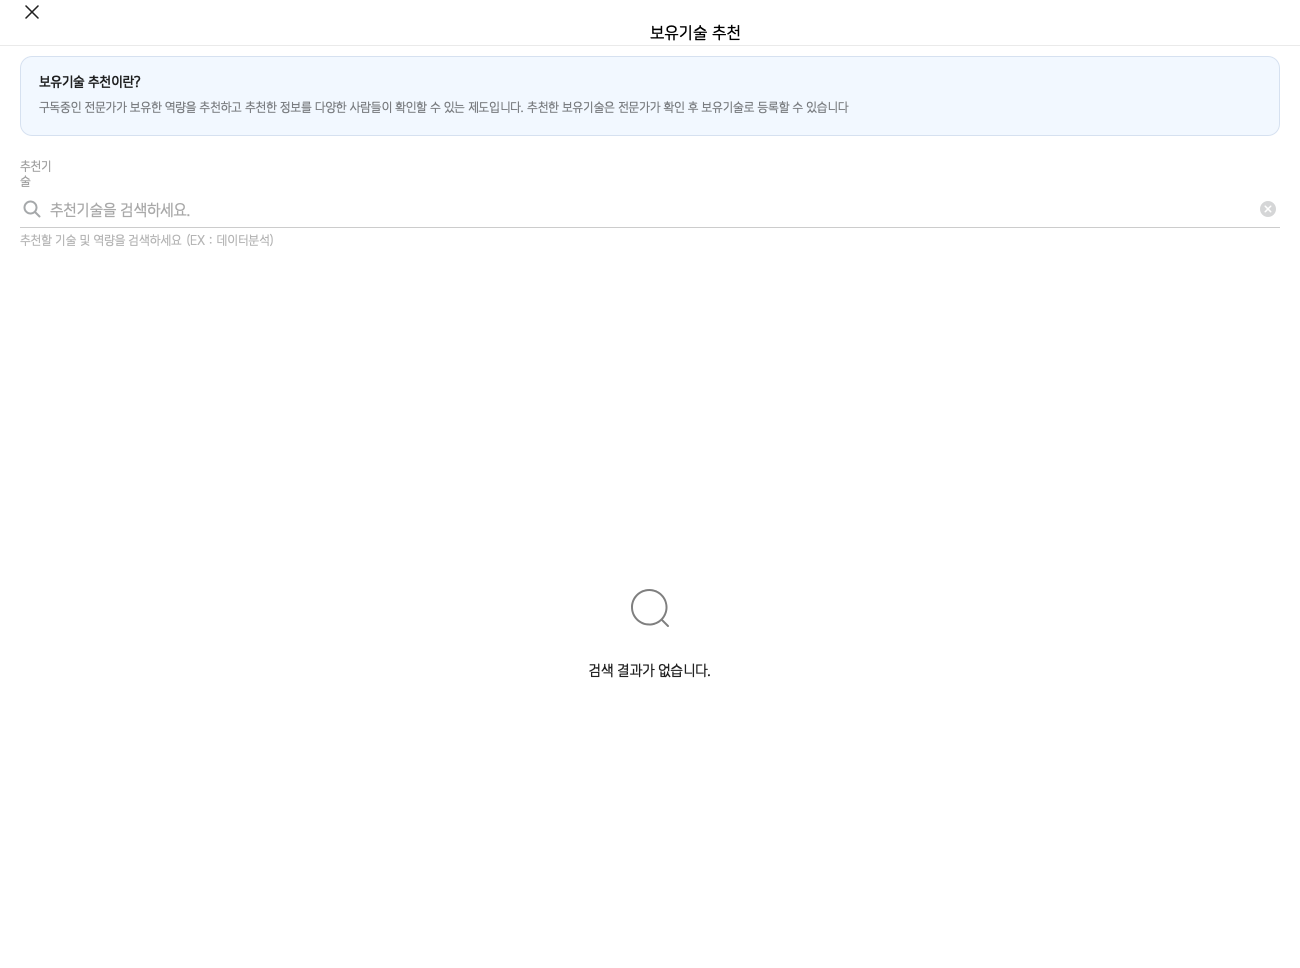 보유기술 추천
보유기술 추천이란?
구독중인 전문가가 보유한 역량을 추천하고 추천한 정보를 다양한 사람들이 확인할 수 있는 제도입니다. 추천한 보유기술은 전문가가 확인 후 보유기술로 등록할 수 있습니다
추천기
술
추천기술을 검색하세요.
추천할 기술 및 역량을 검색하세요 (EX : 데이터분석)
검색 결과가 없습니다.